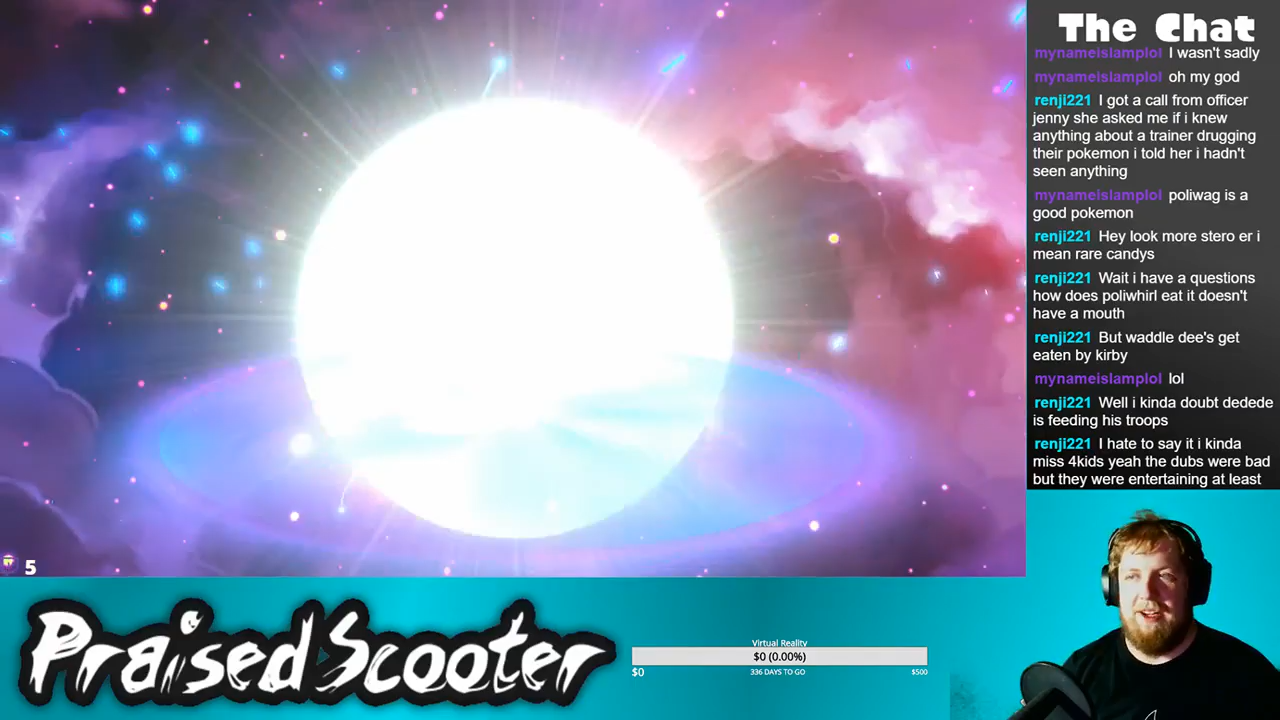 The Chat
mynameislamplol I wasn't sadly
mynameislamplol oh my god
renji221 I got a call from officer
jenny she asked me if i knew
anything about a trainer drugging
their pokemon i told her i hadn't
seen anything
mynameislamplol poliwag is a
good pokemon
renji221 Hey look more stero er i
mean rare candys
renji221 Wait i have a questions
how does poliwhirl eat it doesn't
have a mouth
renji221 But waddle dee's get
eaten by kirby
mynameislamplol lol
renji221 Well i kinda doubt dedede
is feeding his troops
renji221 I hate to say it i kinda
miss 4kids yeah the dubs were bad
but they were entertaining at least
5
PraisedScooter
Virtual Reality
$0 (0.00%)
$0 336 DAYS TO GO $500